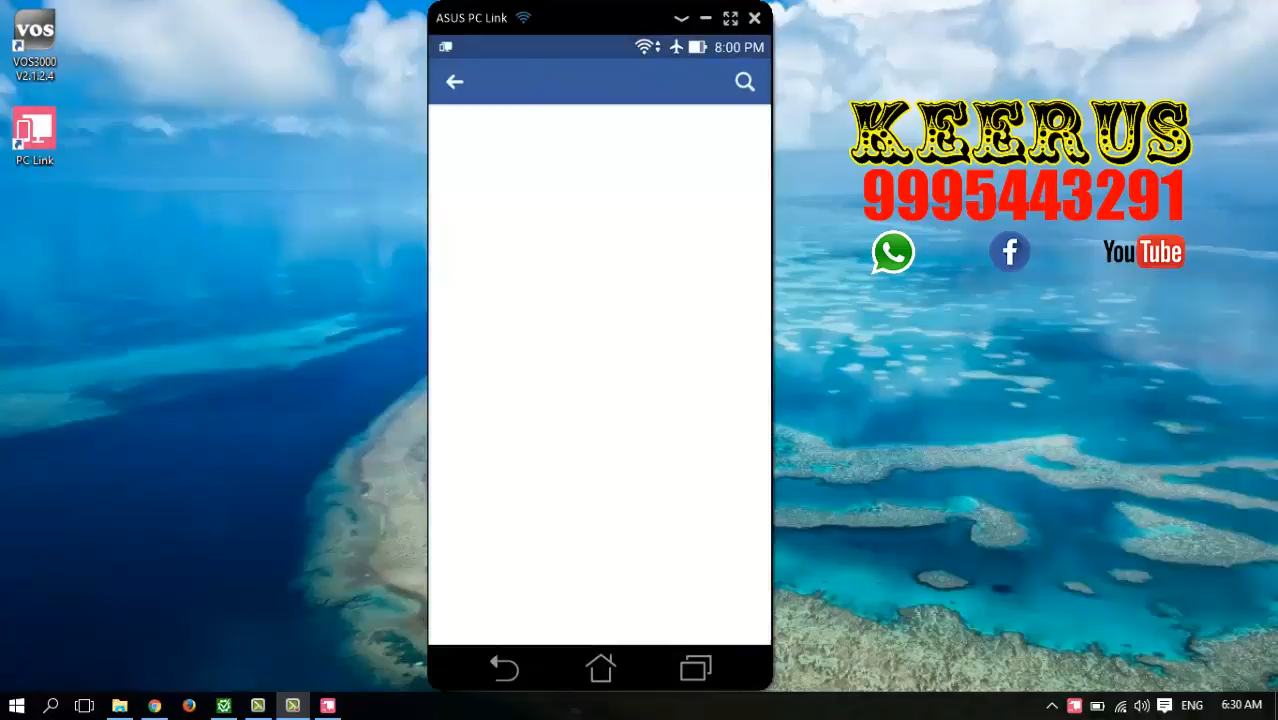 VOS
VOS3000
V2.1.2.4
PC Link
ASUS PC Link
8:00 PM
KEERUS
9995443291
f
YouTube
ENG
6:30 AM